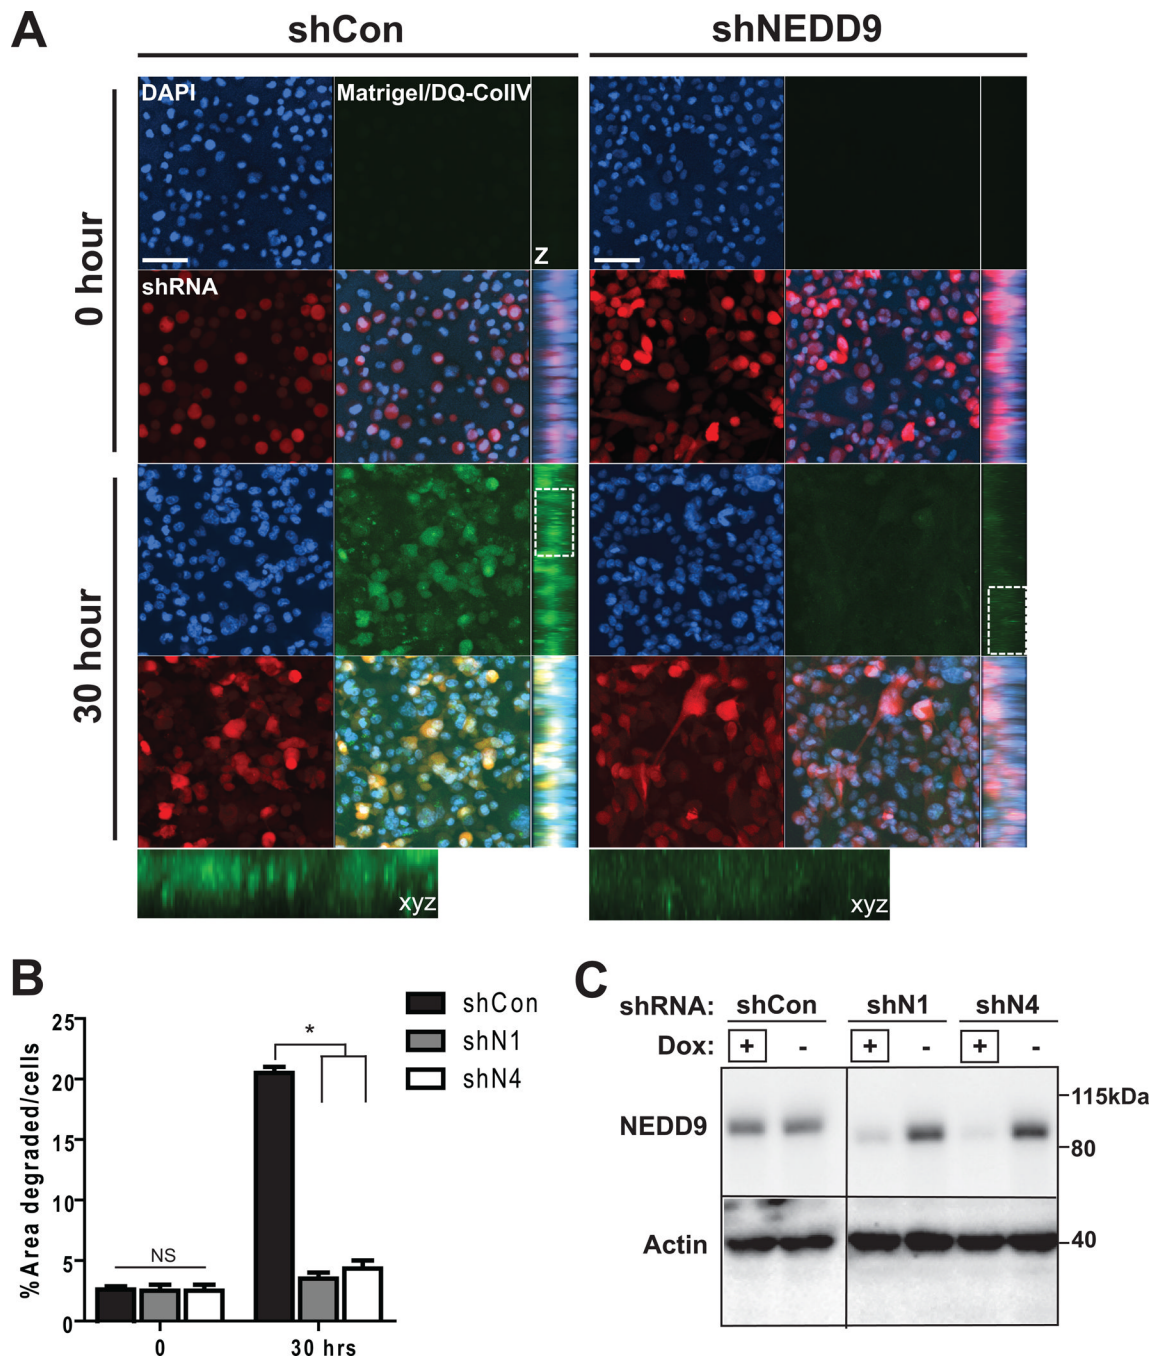 A
shCon
shNEDD9
0 hour
DAPI
Matrigel/DQ-ColIV
Z
shRNA
30 hour
xyz
xyz
B
%Area degraded/cells
25
20
15
10
5
0
NS
*
0
30 hrs
shCon
shN1
shN4
C
shRNA: shCon shN1 shN4
Dox: + - + - + -
NEDD9
115kDa
80
Actin
40